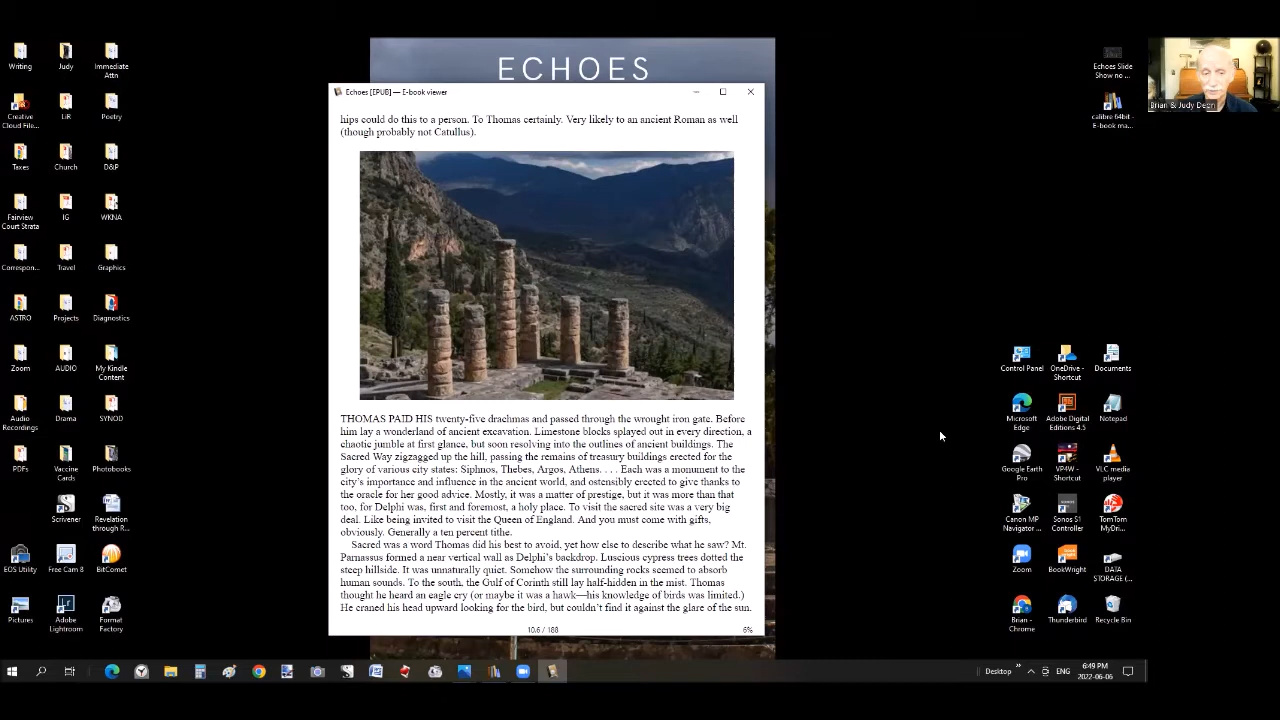 ECHOES
Echoes [EPUB] — E-book viewer
hips could do this to a person. To Thomas certainly. Very likely to an ancient Roman as well
(though probably not Catullus).
THOMAS PAID HIS twenty-five drachmas and passed through the wrought iron gate. Before
him lay a wonderland of ancient excavation. Limestone blocks splayed out in every direction, a
chaotic jumble at first glance, but soon resolving into the outlines of ancient buildings. The
Sacred Way zigzagged up the hill, passing the remains of treasury buildings erected for the
glory of various city states: Siphnos, Thebes, Argos, Athens. . . . Each was a monument to the
city's importance and influence in the ancient world, and ostensibly erected to give thanks to
the oracle for her good advice. Mostly, it was a matter of prestige, but it was more than that
too, for Delphi was, first and foremost, a holy place. To visit the sacred site was a very big
deal. Like being invited to visit the Queen of England. And you must come with gifts,
obviously. Generally a ten percent tithe.
Sacred was a word Thomas did his best to avoid, yet how else to describe what he saw? Mt.
Parnassus formed a near vertical wall as Delphi's backdrop. Luscious cypress trees dotted the
steep hillside. It was unnaturally quiet. Somehow the surrounding rocks seemed to absorb
human sounds. To the south, the Gulf of Corinth still lay half-hidden in the mist. Thomas
thought he heard an eagle cry (or maybe it was a hawk—his knowledge of birds was limited.)
He craned his head upward looking for the bird, but couldn't find it against the glare of the sun.
10.6 / 188
6%
Writing
Judy
Immediate
Attn
Creative
Cloud File...
LiR
Poetry
Taxes
Church
D&P
Fairview
Court Strata
IG
WKNA
Correspon...
Travel
Graphics
ASTRO
Projects
Diagnostics
Zoom
AUDIO
My Kindle
Content
Audio
Recordings
Drama
SYNOD
PDFs
Vaccine
Cards
Photobooks
Scrivener
Revelation
through R...
EOS Utility
Free Cam 8
BitComet
Pictures
Adobe
Lightroom
Format
Factory
Echoes Slide
Show no ...
calibre 64bit -
E-book ma...
Brian & Judy Deon
Control Panel
OneDrive -
Shortcut
Documents
Microsoft
Edge
Adobe Digital
Editions 4.5
Notepad
Google Earth
Pro
VP4W -
Shortcut
VLC media
player
Canon MP
Navigator ...
Sonos S1
Controller
TomTom
MyDri...
Zoom
BookWright
DATA
STORAGE (...
Brian -
Chrome
Thunderbird
Recycle Bin
Desktop
ENG
6:49 PM
2022-06-06